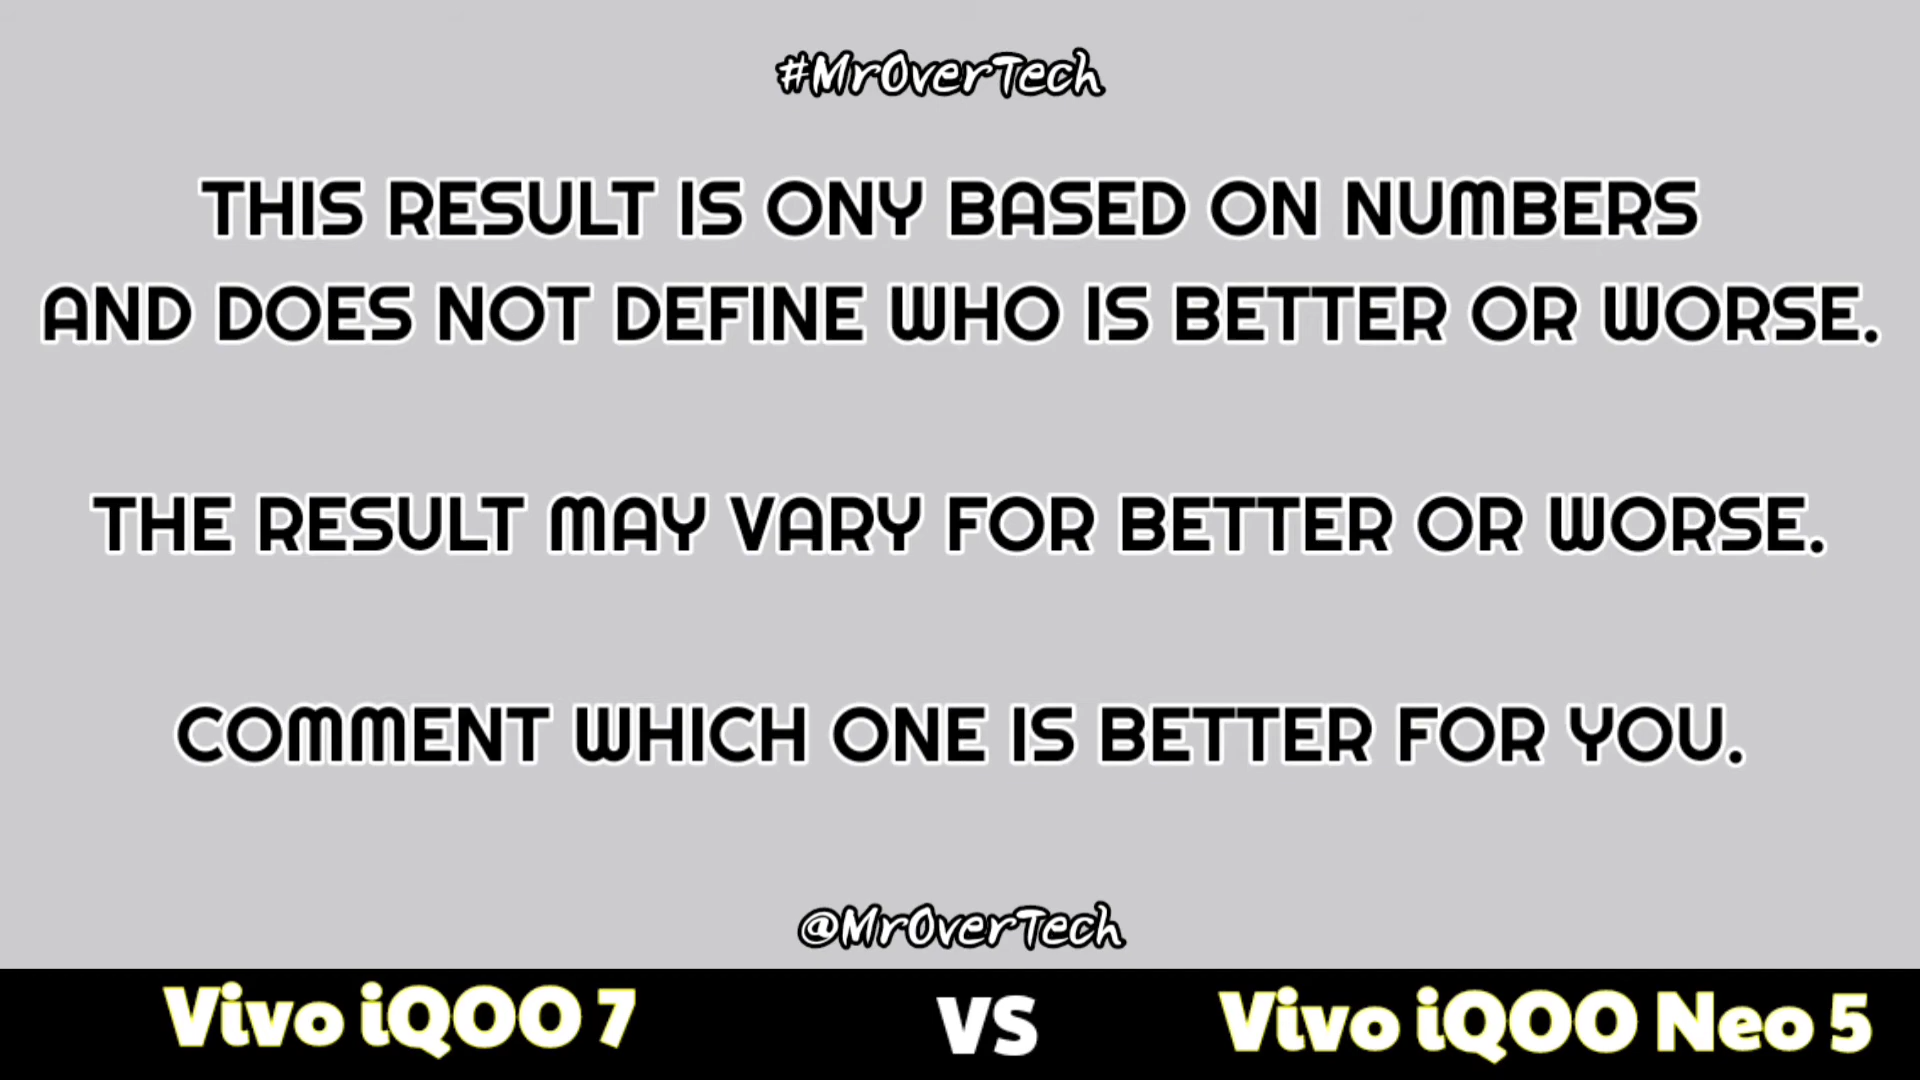 #MrOverTech
THIS RESULT IS ONY BASED ON NUMBERS
AND DOES NOT DEFINE WHO IS BETTER OR WORSE.
THE RESULT MAY VARY FOR BETTER OR WORSE.
COMMENT WHICH ONE IS BETTER FOR YOU.
@MrOverTech
Vivo iQOO 7 VS Vivo iQOO Neo 5